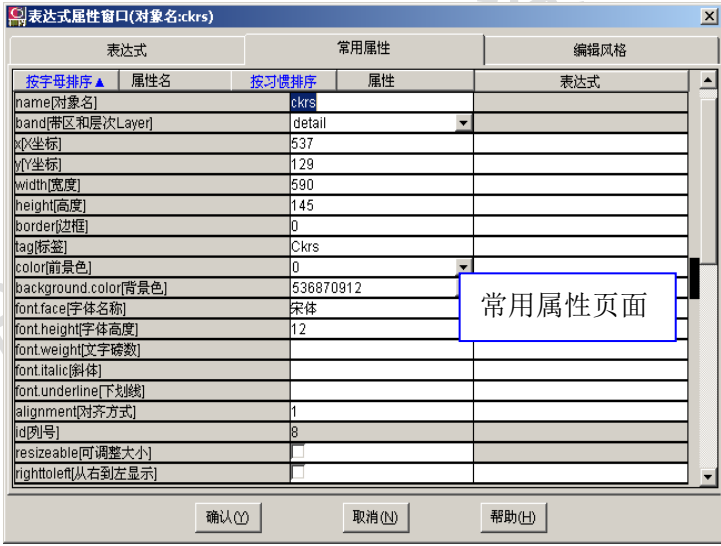 表达式属性窗口(对象名:ckrs)
表达式 常用属性 编辑风格
按字母排序▲ 属性名 按习惯排序 属性 表达式
name[对象名] ckrs
band[带区和层次Layer] detail
x[X坐标] 537
y[Y坐标] 129
width[宽度] 590
height[高度] 145
border[边框] 0
tag[标签] Ckrs
color[前景色] 0
background.color[背景色] 536870912
font.face[字体名称] 宋体
font.height[字体高度] 12
font.weight[文字磅数]
font.italic[斜体]
font.underline[下划线]
alignment[对齐方式] 1
id[列号] 8
resizeable[可调整大小]
righttoleft[从右到左显示]
常用属性页面
确认(Y) 取消(N) 帮助(H)